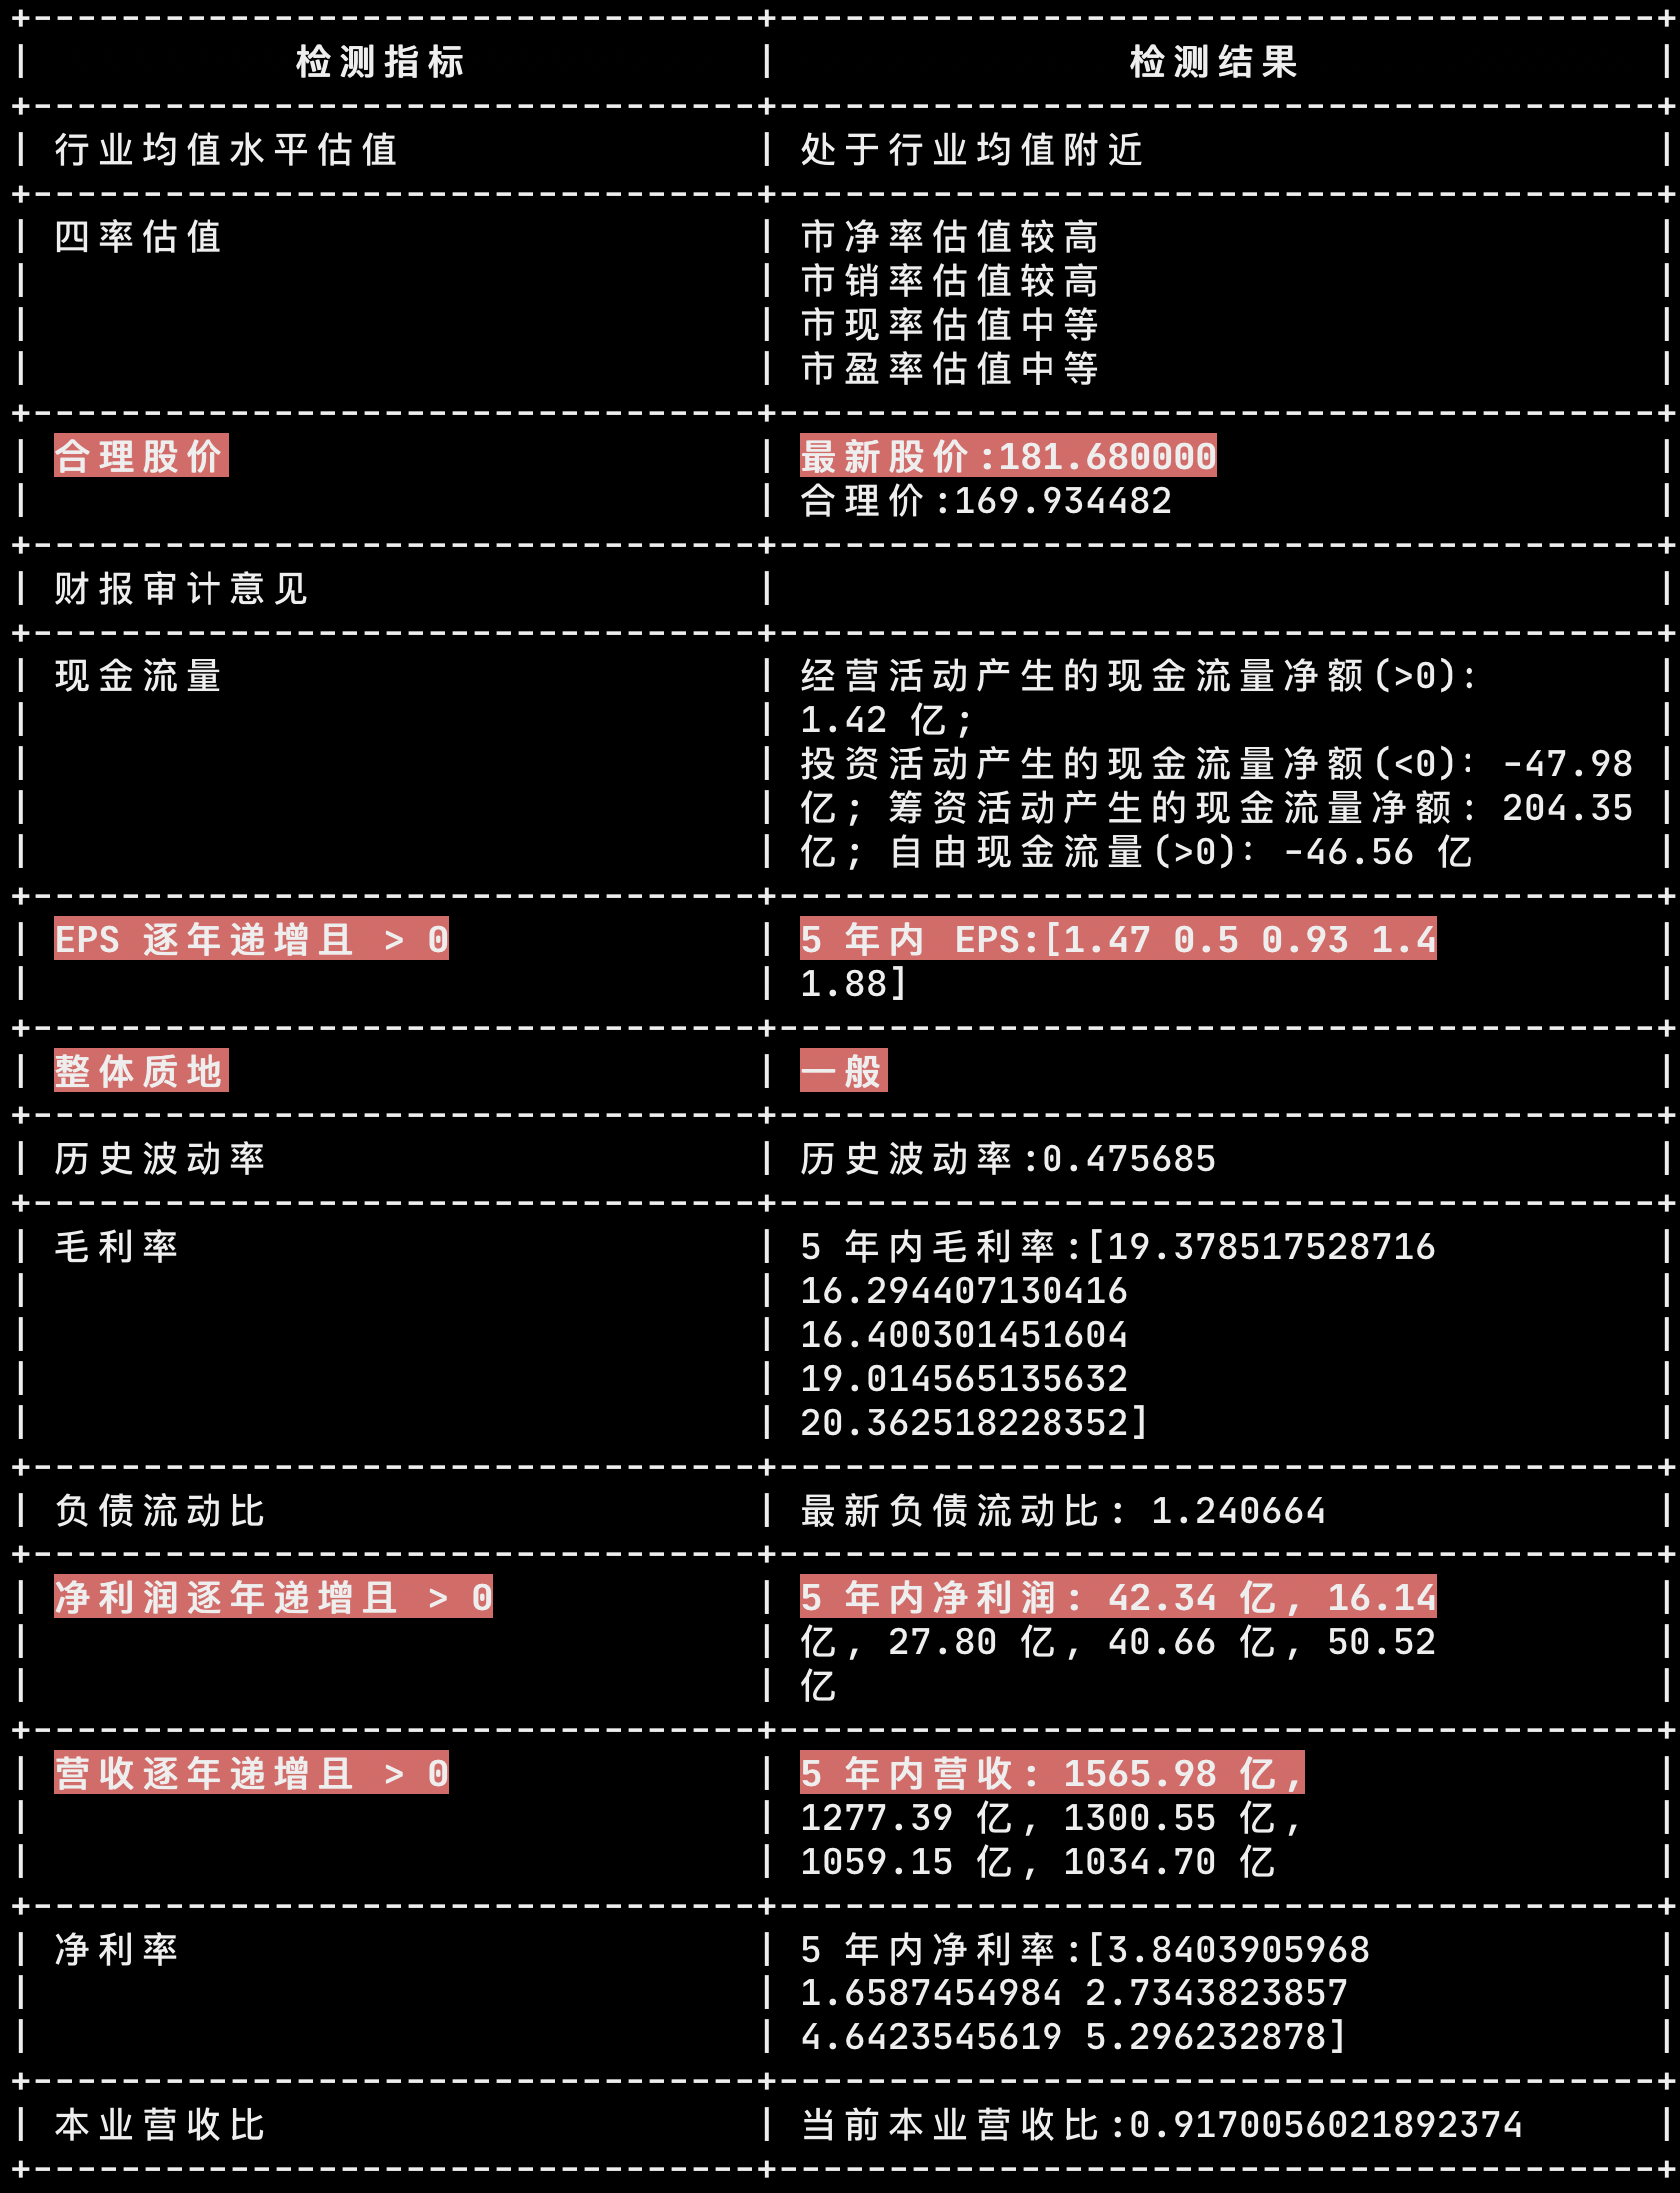 检测指标 检测结果
行业均值水平估值 处于行业均值附近
四率估值 市净率估值较高
市销率估值较高
市现率估值中等
市盈率估值中等
合理股价 最新股价:181.680000
合理价:169.934482
财报审计意见
现金流量 经营活动产生的现金流量净额(>0):
1.42 亿;
投资活动产生的现金流量净额(<0): -47.98
亿; 筹资活动产生的现金流量净额: 204.35
亿; 自由现金流量(>0): -46.56 亿
EPS 逐年递增且 > 0 5 年内 EPS:[1.47 0.5 0.93 1.4
1.88]
整体质地 一般
历史波动率 历史波动率:0.475685
毛利率 5 年内毛利率:[19.378517528716
16.294407130416
16.400301451604
19.014565135632
20.362518228352]
负债流动比 最新负债流动比: 1.240664
净利润逐年递增且 > 0 5 年内净利润: 42.34 亿, 16.14
亿, 27.80 亿, 40.66 亿, 50.52
亿
营收逐年递增且 > 0 5 年内营收: 1565.98 亿,
1277.39 亿, 1300.55 亿,
1059.15 亿, 1034.70 亿
净利率 5 年内净利率:[3.8403905968
1.6587454984 2.7343823857
4.6423545619 5.296232878]
本业营收比 当前本业营收比:0.9170056021892374